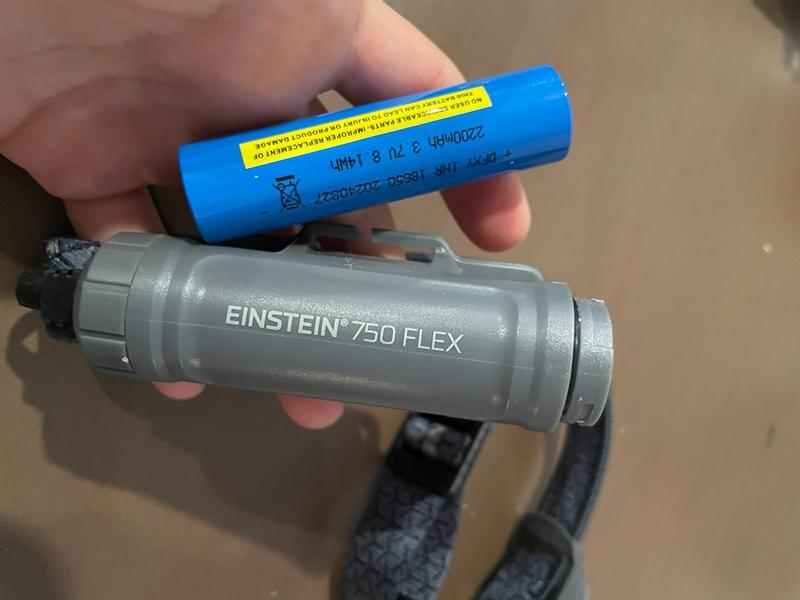 NO USER SERVICEABLE PARTS- IMPROPER REPLACEMENT OF
THIS BATTERY CAN LEAD TO INJURY OR PRODUCT DAMAGE
+ DFXY INR 18650 20240827 -
2200mAh 3.7V 8.14Wh
EINSTEIN® 750 FLEX